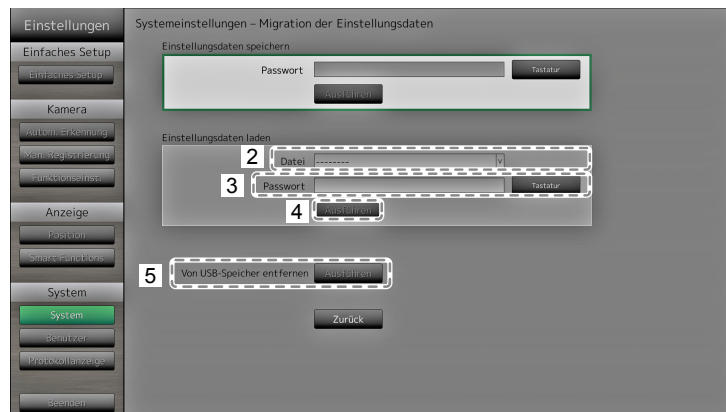 Einstellungen
Einfaches Setup
Einfaches Setup
Kamera
Autom. Erkennung
Man. Registrierung
Funktionseinst.
Anzeige
Position
Smart Functions
System
System
Benutzer
Protokollanzeige
Beenden
Systemeinstellungen – Migration der Einstellungsdaten
Einstellungsdaten speichern
Passwort Tastatur
Ausführen
Einstellungsdaten laden
2 Datei -------- v
3 Passwort Tastatur
4 Ausführen
5 Von USB-Speicher entfernen Ausführen
Zurück